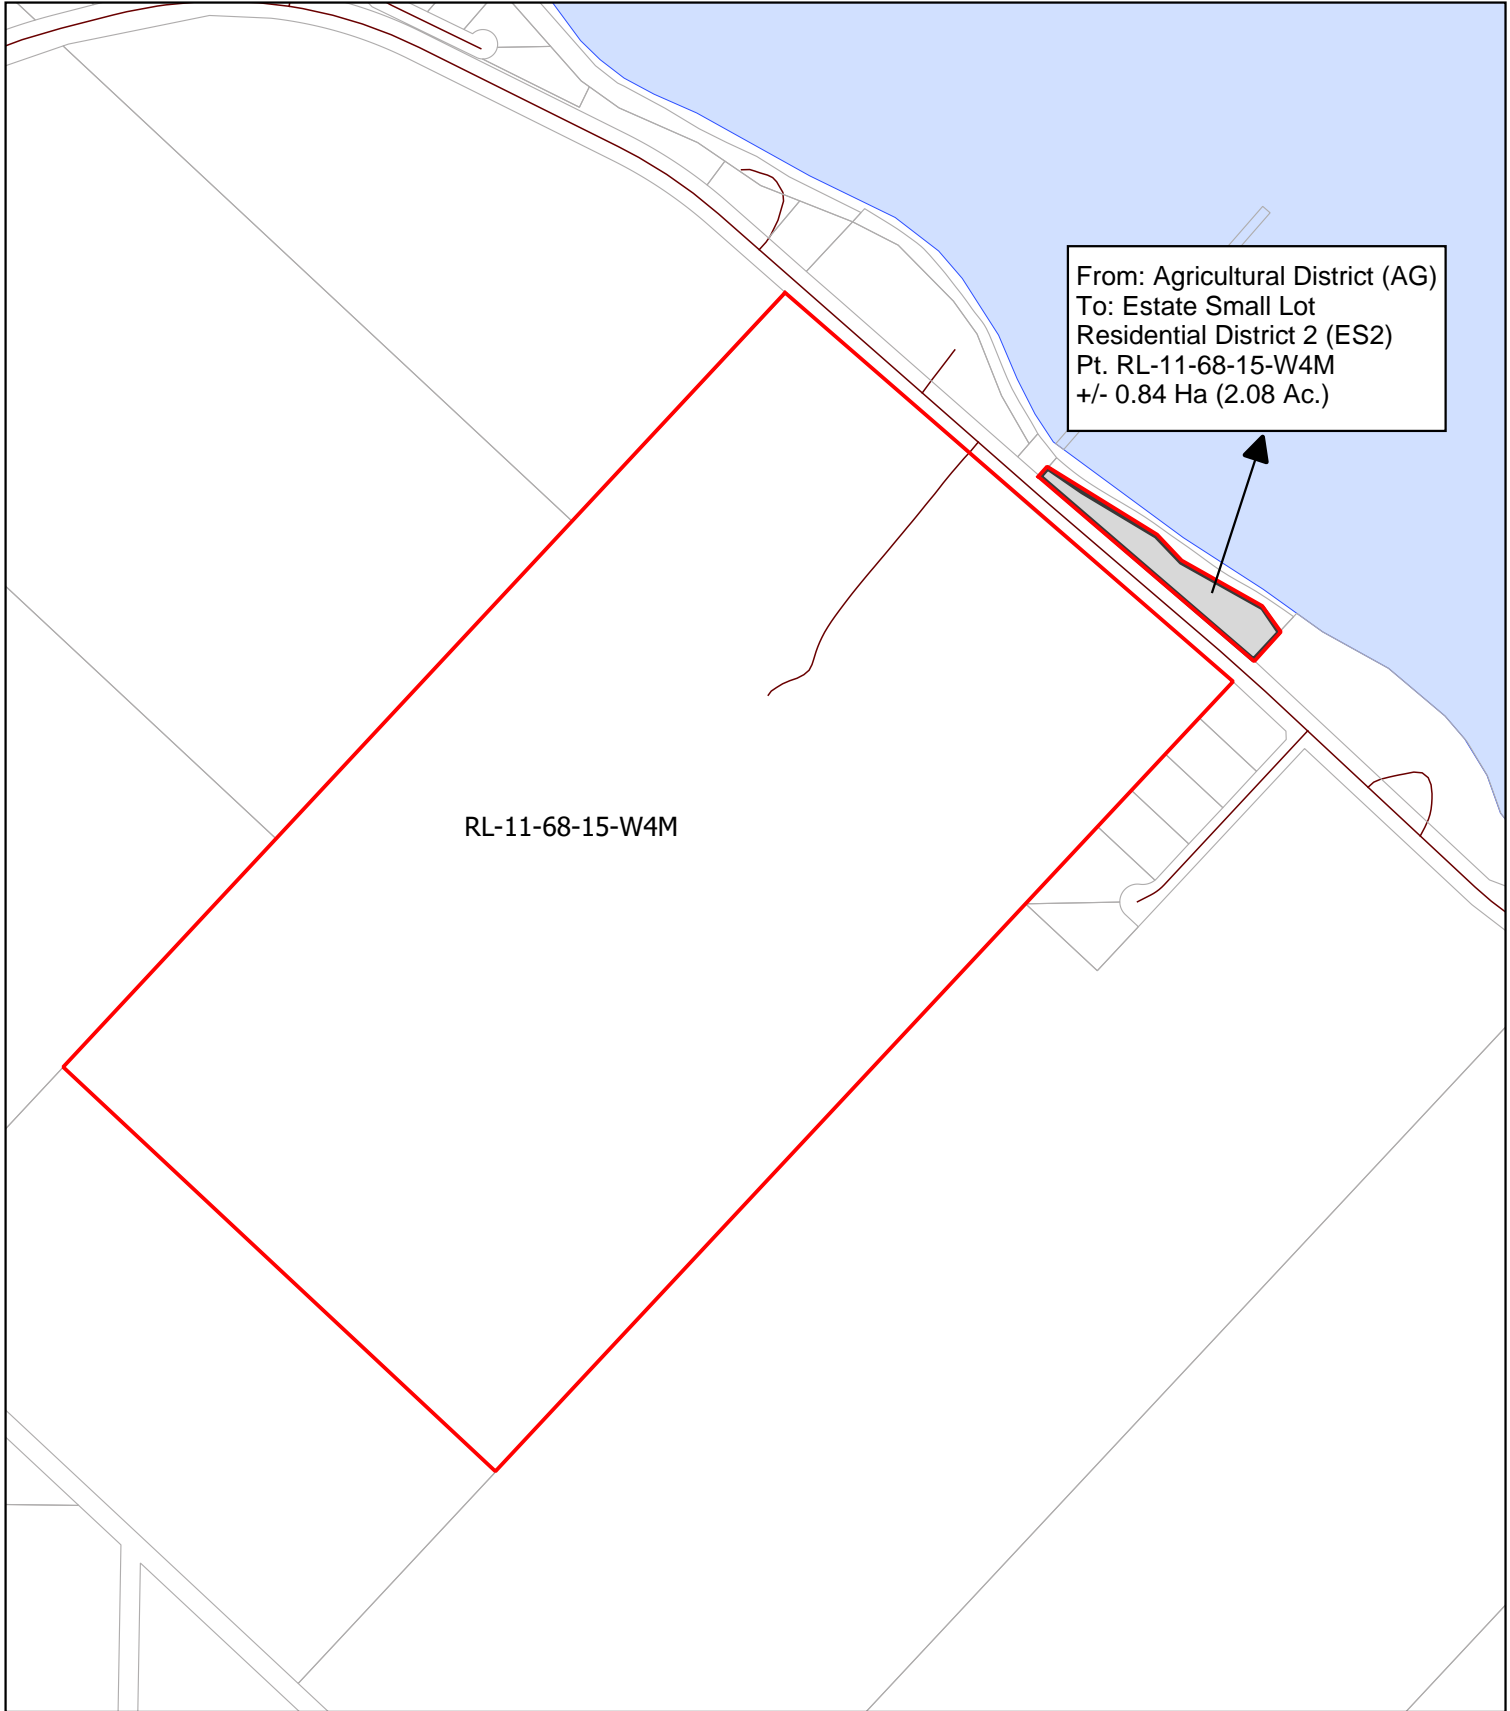 From: Agricultural District (AG)
To: Estate Small Lot
Residential District 2 (ES2)
Pt. RL-11-68-15-W4M
+/- 0.84 Ha (2.08 Ac.)
RL-11-68-15-W4M